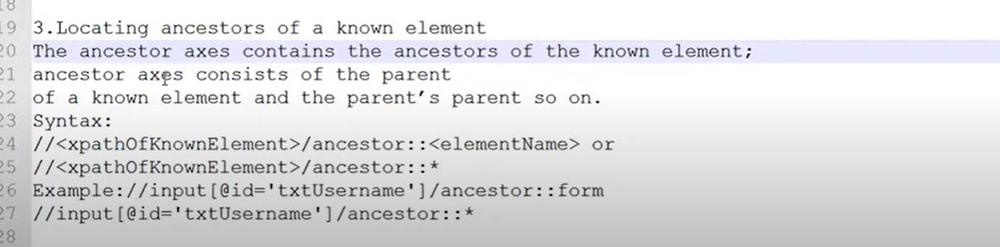 18
19 3.Locating ancestors of a known element
20 The ancestor axes contains the ancestors of the known element;
21 ancestor axes consists of the parent
22 of a known element and the parent’s parent so on.
23 Syntax:
24 //<xpathOfKnownElement>/ancestor::<elementName> or
25 //<xpathOfKnownElement>/ancestor::*
26 Example://input[@id='txtUsername']/ancestor::form
27 //input[@id='txtUsername']/ancestor::*
28